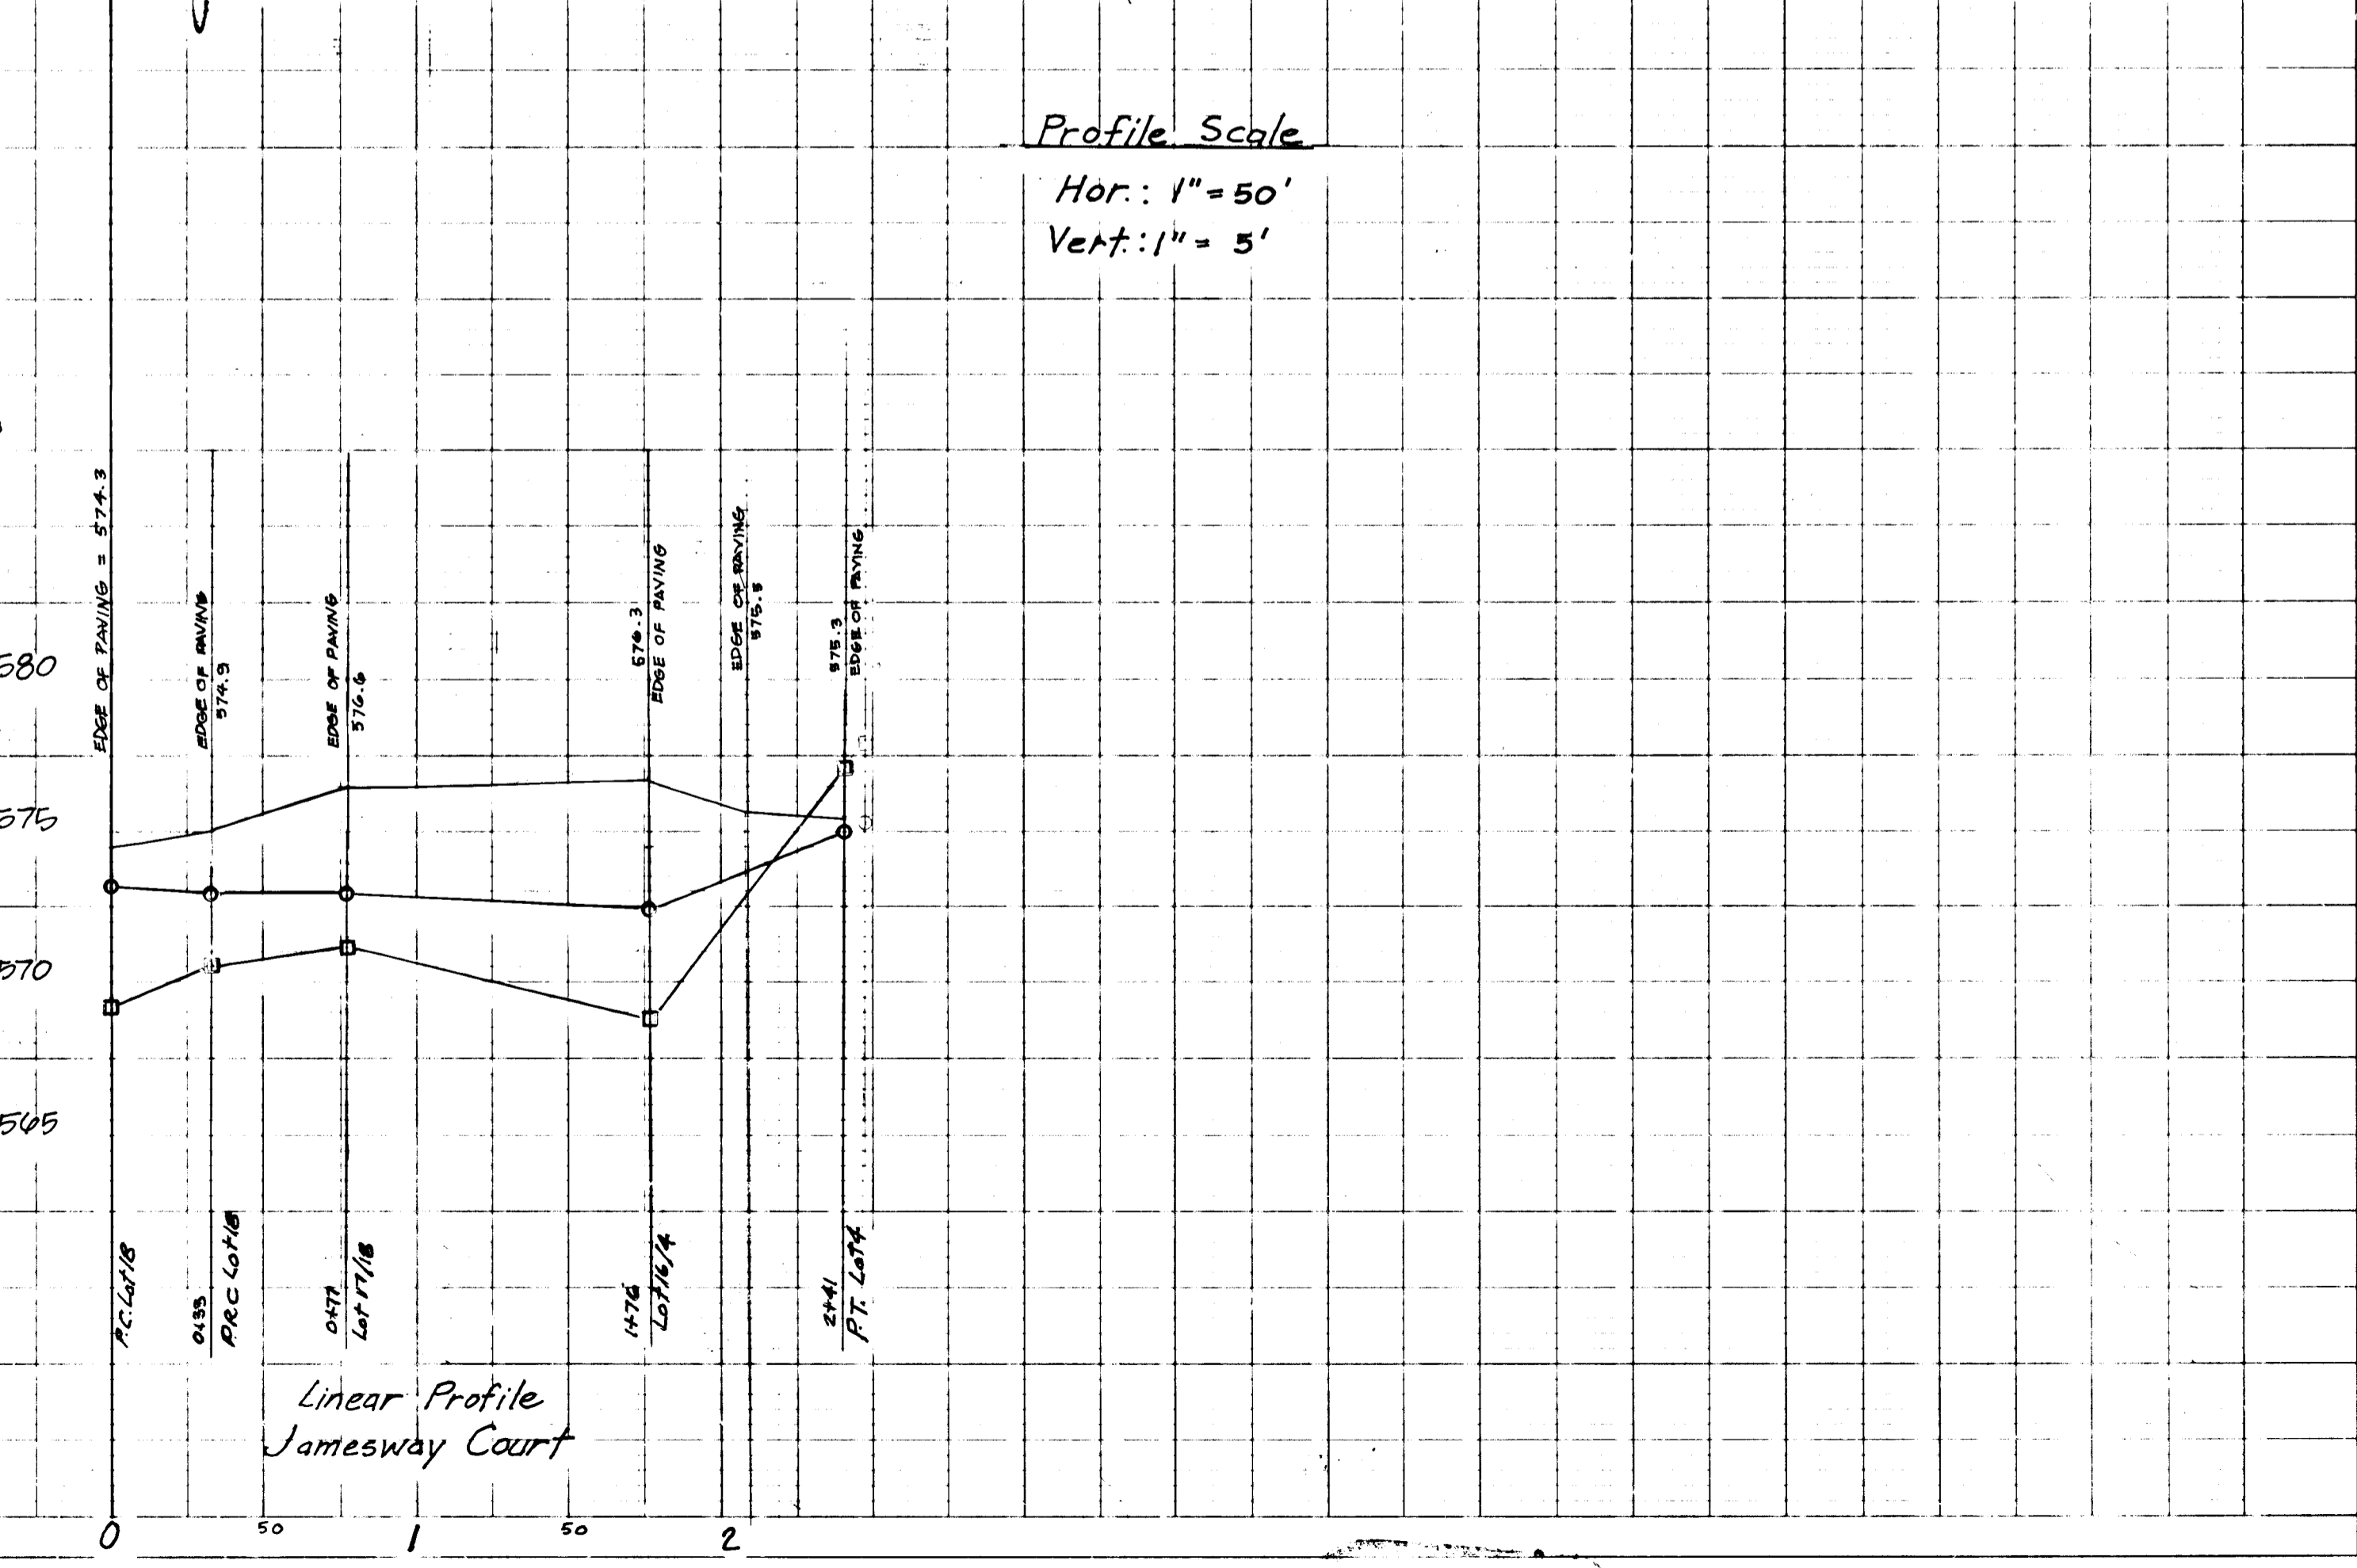 Profile Scale
Hor.: 1" = 50'
Vert.: 1" = 5'
EDGE OF PAVING = 574.3
EDGE OF PAVING
574.9
EDGE OF PAVING
576.6
676.3
EDGE OF PAVING
EDGE OF PAVING
575.5
575.3
EDGE OF PAVING
580
575
570
565
P.C. Lot 18
0+33
PRC Lot 18
0+77
Lot 17/18
1+76
Lot 16/4
2+41
P.T. Lot 4
Linear Profile
Jamesway Court
0 50 1 50 2